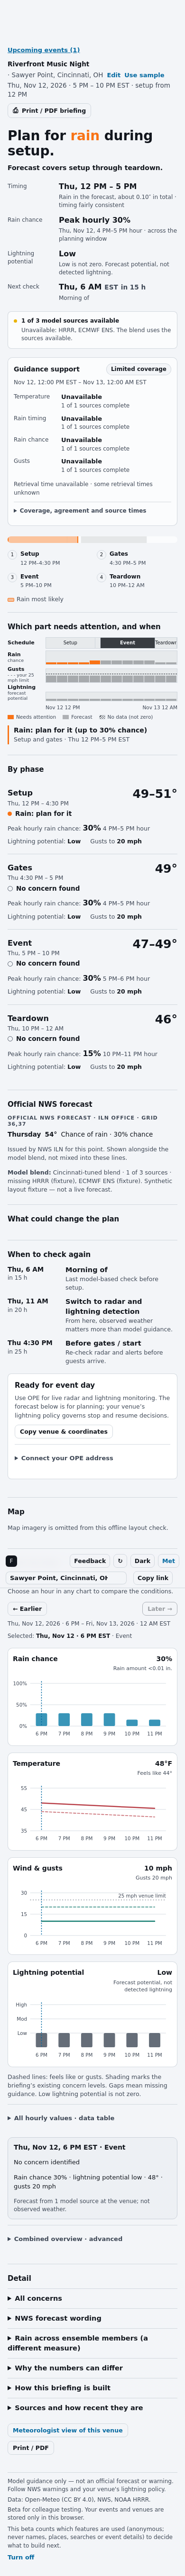 Upcoming events (1)
Riverfront Music Night
· Sawyer Point, Cincinnati, OH Edit Use sample
Thu, Nov 12, 2026 · 5 PM – 10 PM EST · setup from
12 PM
Print / PDF briefing
Plan for rain during
setup.
Forecast covers setup through teardown.
Timing
Thu, 12 PM – 5 PM
Rain in the forecast, about 0.10" in total ·
timing fairly consistent
Rain chance
Peak hourly 30%
Thu, Nov 12, 4 PM–5 PM hour · across the
planning window
Lightning
potential
Low
Low is not zero. Forecast potential, not
detected lightning.
Next check
Thu, 6 AM EST in 15 h
Morning of
1 of 3 model sources available
Unavailable: HRRR, ECMWF ENS. The blend uses the
sources available.
Guidance support
Limited coverage
Nov 12, 12:00 PM EST – Nov 13, 12:00 AM EST
Temperature
Unavailable
1 of 1 sources complete
Rain timing
Unavailable
1 of 1 sources complete
Rain chance
Unavailable
1 of 1 sources complete
Gusts
Unavailable
1 of 1 sources complete
Retrieval time unavailable · some retrieval times
unknown
▸ Coverage, agreement and source times
1 Setup
12 PM–4:30 PM
2 Gates
4:30 PM–5 PM
3 Event
5 PM–10 PM
4 Teardown
10 PM–12 AM
Rain most likely
Which part needs attention, and when
Schedule
Setup
Event
Teardown
Rain
chance
Gusts
- - - your 25
mph limit
Lightning
forecast
potential
Nov 12 12 PM
Nov 13 12 AM
Needs attention
Forecast
No data (not zero)
Rain: plan for it (up to 30% chance)
Setup and gates · Thu 12 PM–5 PM EST
By phase
Setup
49–51°
Thu, 12 PM – 4:30 PM
Rain: plan for it
Peak hourly rain chance: 30% 4 PM–5 PM hour
Lightning potential: Low Gusts to 20 mph
Gates
49°
Thu 4:30 PM – 5 PM
No concern found
Peak hourly rain chance: 30% 4 PM–5 PM hour
Lightning potential: Low Gusts to 20 mph
Event
47–49°
Thu, 5 PM – 10 PM
No concern found
Peak hourly rain chance: 30% 5 PM–6 PM hour
Lightning potential: Low Gusts to 20 mph
Teardown
46°
Thu, 10 PM – 12 AM
No concern found
Peak hourly rain chance: 15% 10 PM–11 PM hour
Lightning potential: Low Gusts to 20 mph
Official NWS forecast
OFFICIAL NWS FORECAST · ILN OFFICE · GRID
36,37
Thursday 54° Chance of rain · 30% chance
Issued by NWS ILN for this point. Shown alongside the
model blend, not mixed into these lines.
Model blend: Cincinnati-tuned blend · 1 of 3 sources ·
missing HRRR (fixture), ECMWF ENS (fixture). Synthetic
layout fixture — not a live forecast.
What could change the plan
When to check again
Thu, 6 AM
in 15 h
Morning of
Last model-based check before
setup.
Thu, 11 AM
in 20 h
Switch to radar and
lightning detection
From here, observed weather
matters more than model guidance.
Thu 4:30 PM
in 25 h
Before gates / start
Re-check radar and alerts before
guests arrive.
Ready for event day
Use OPE for live radar and lightning monitoring. The
forecast below is for planning; your venue's
lightning policy governs stop and resume decisions.
Copy venue & coordinates
▸ Connect your OPE address
Map
Map imagery is omitted from this offline layout check.
F
Feedback
↻
Dark
Met
Sawyer Point, Cincinnati, OH
Copy link
Choose an hour in any chart to compare the conditions.
← Earlier
Later →
Thu, Nov 12, 2026 · 6 PM – Fri, Nov 13, 2026 · 12 AM EST
Selected: Thu, Nov 12 · 6 PM EST · Event
Rain chance
30%
Rain amount <0.01 in.
100%
50%
0%
6 PM 7 PM 8 PM 9 PM 10 PM 11 PM
Temperature
48°F
Feels like 44°
55
45
35
6 PM 7 PM 8 PM 9 PM 10 PM 11 PM
Wind & gusts
10 mph
Gusts 20 mph
30
25 mph venue limit
15
0
6 PM 7 PM 8 PM 9 PM 10 PM 11 PM
Lightning potential
Low
Forecast potential, not
detected lightning
High
Mod
Low
6 PM 7 PM 8 PM 9 PM 10 PM 11 PM
Dashed lines: feels like or gusts. Shading marks the
briefing's existing concern levels. Gaps mean missing
guidance. Low lightning potential is not zero.
▸ All hourly values · data table
Thu, Nov 12, 6 PM EST · Event
No concern identified
Rain chance 30% · lightning potential low · 48° ·
gusts 20 mph
Forecast from 1 model source at the venue; not
observed weather.
▸ Combined overview · advanced
Detail
▸ All concerns
▸ NWS forecast wording
▸ Rain across ensemble members (a
different measure)
▸ Why the numbers can differ
▸ How this briefing is built
▸ Sources and how recent they are
Meteorologist view of this venue
Print / PDF
Model guidance only — not an official forecast or warning.
Follow NWS warnings and your venue's lightning policy.
Data: Open-Meteo (CC BY 4.0), NWS, NOAA HRRR.
Beta for colleague testing. Your events and venues are
stored only in this browser.
This beta counts which features are used (anonymous;
never names, places, searches or event details) to decide
what to build next.
Turn off